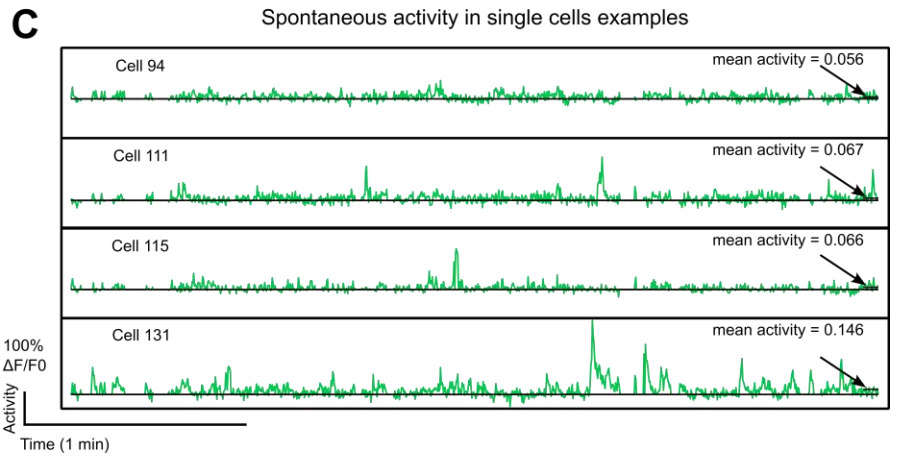 C
Spontaneous activity in single cells examples
Cell 94
mean activity = 0.056
Cell 111
mean activity = 0.067
Cell 115
mean activity = 0.066
Cell 131
mean activity = 0.146
100%
ΔF/F0
Activity
Time (1 min)